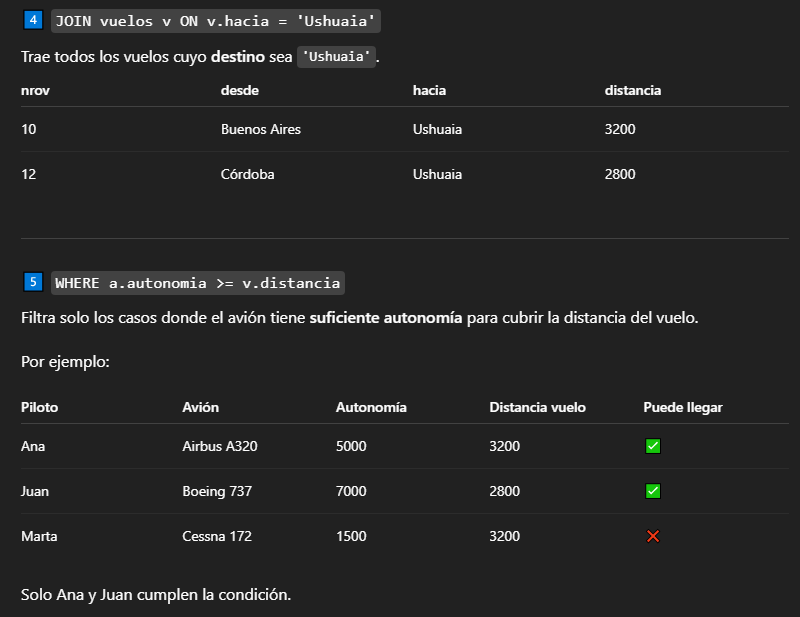 4 JOIN vuelos v ON v.hacia = 'Ushuaia'
Trae todos los vuelos cuyo destino sea 'Ushuaia'.
nrov desde hacia distancia
10 Buenos Aires Ushuaia 3200
12 Córdoba Ushuaia 2800
5 WHERE a.autonomia >= v.distancia
Filtra solo los casos donde el avión tiene suficiente autonomía para cubrir la distancia del vuelo.
Por ejemplo:
Piloto Avión Autonomía Distancia vuelo Puede llegar
Ana Airbus A320 5000 3200 ✅
Juan Boeing 737 7000 2800 ✅
Marta Cessna 172 1500 3200 ❌
Solo Ana y Juan cumplen la condición.